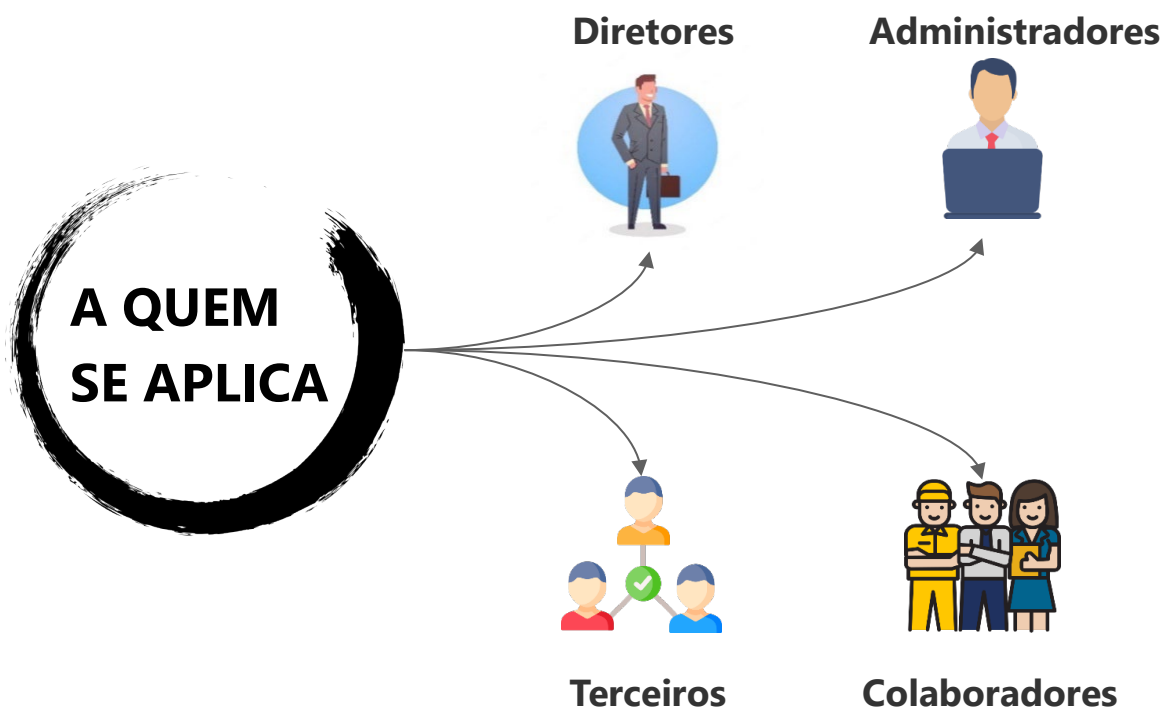 Diretores
Administradores
A QUEM
SE APLICA
Terceiros
Colaboradores